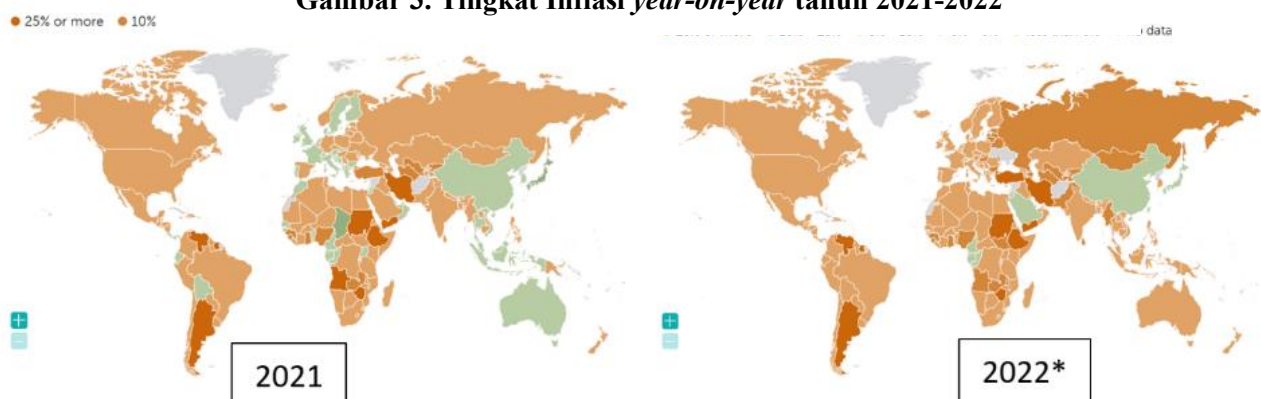 Gambar 3. Tingkat Inflasi year-on-year tahun 2021-2022
25% or more 10%
data
2021
2022*